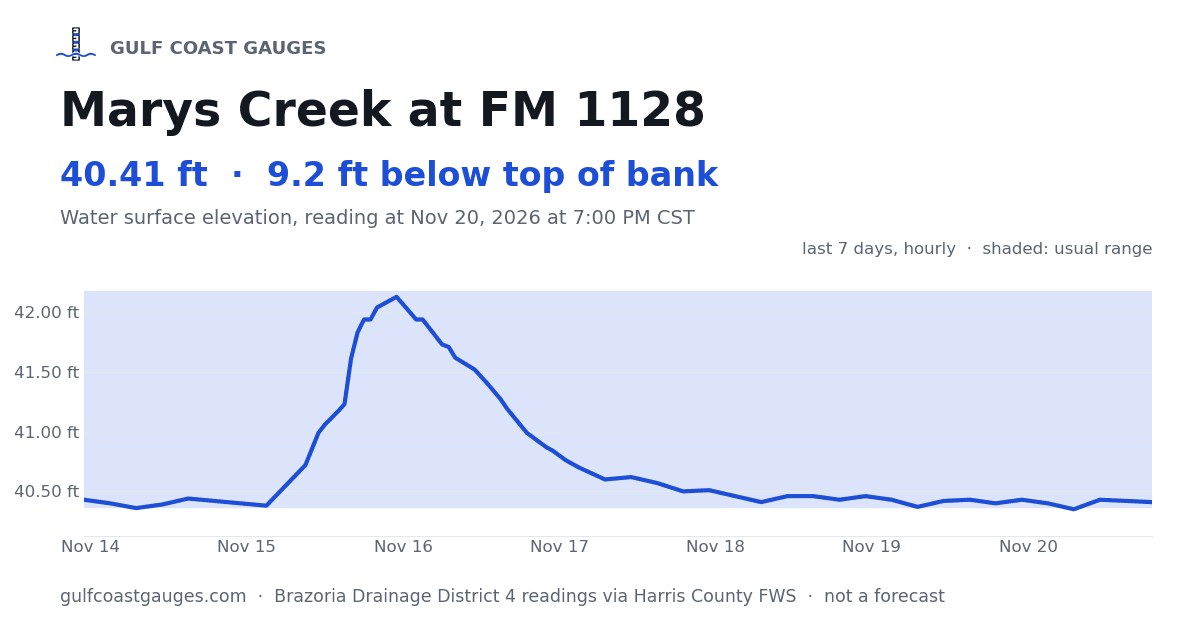 GULF COAST GAUGES
Marys Creek at FM 1128
40.41 ft · 9.2 ft below top of bank
Water surface elevation, reading at Nov 20, 2026 at 7:00 PM CST
last 7 days, hourly · shaded: usual range
42.00 ft
41.50 ft
41.00 ft
40.50 ft
Nov 14 Nov 15 Nov 16 Nov 17 Nov 18 Nov 19 Nov 20
gulfcoastgauges.com · Brazoria Drainage District 4 readings via Harris County FWS · not a forecast